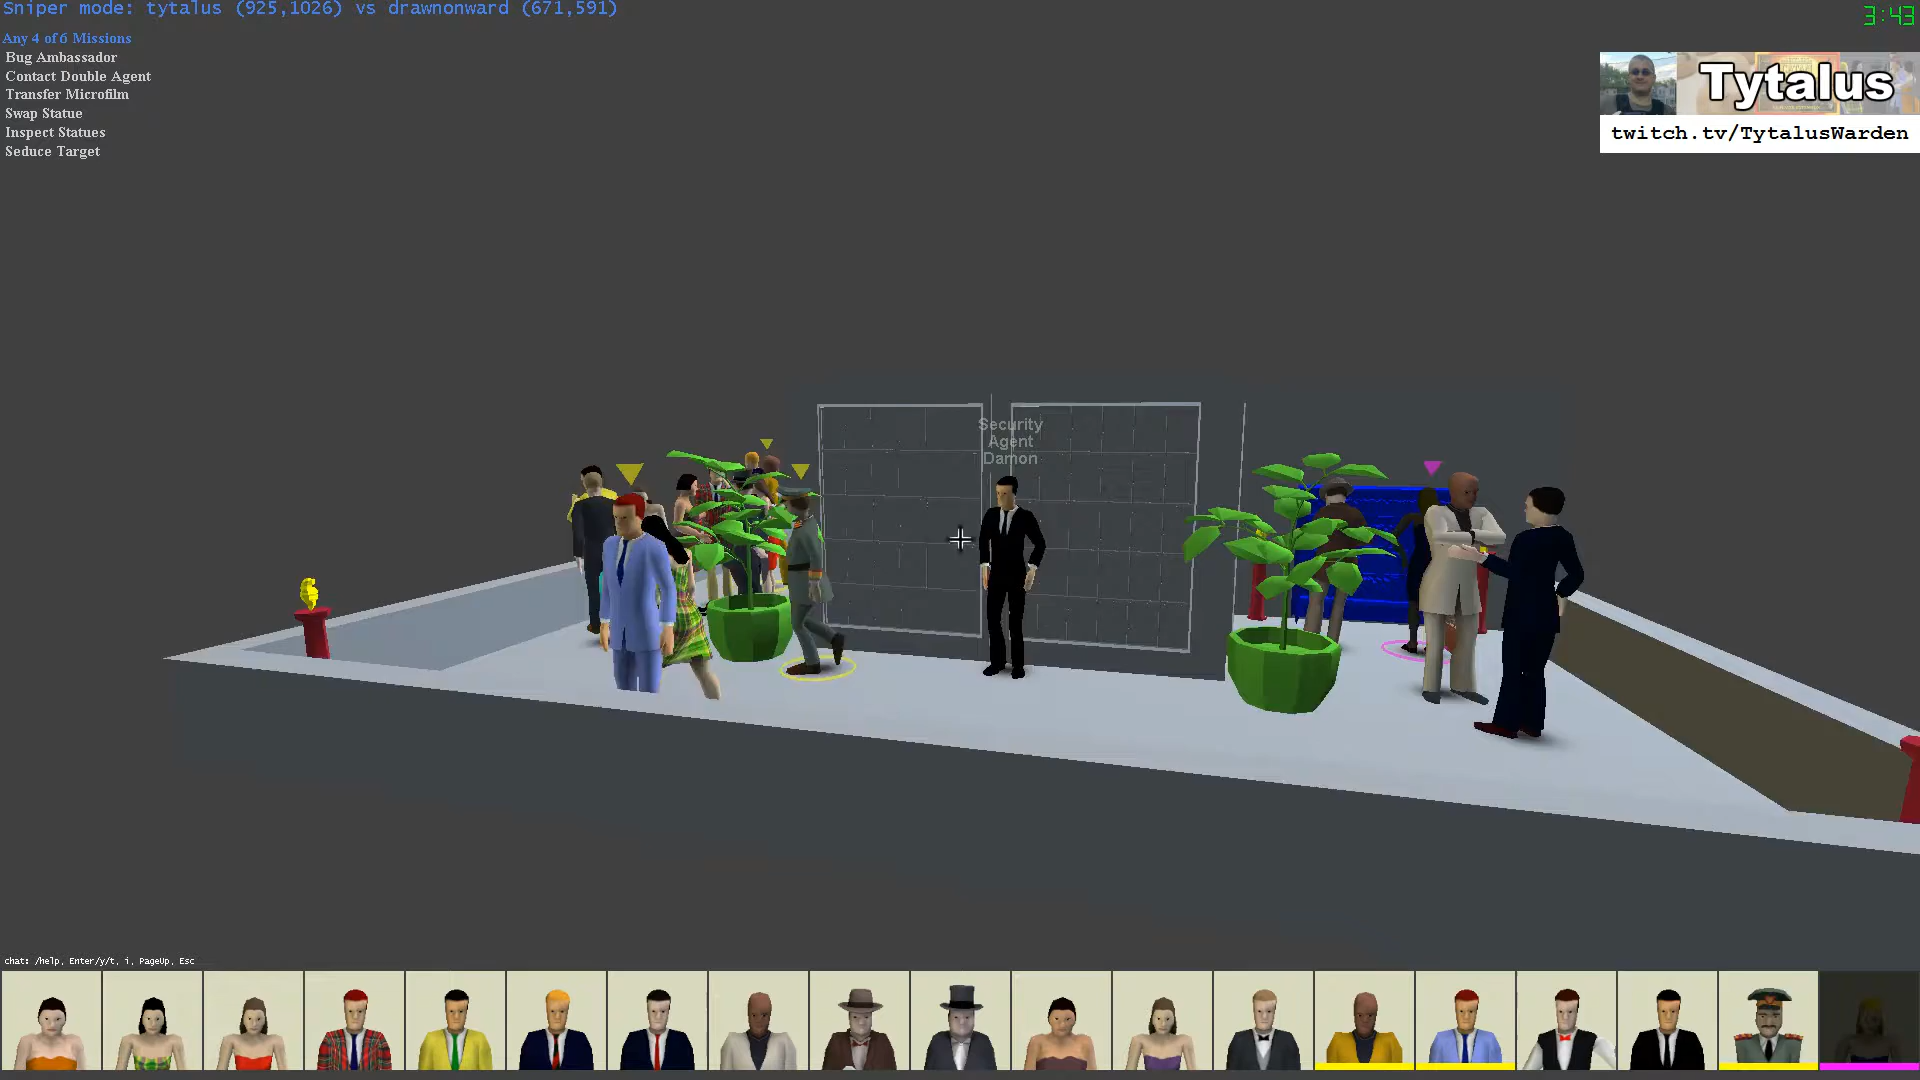 Sniper mode: tytalus (925,1026) vs drawnonward (671,591)
3:43
Any 4 of 6 Missions
Bug Ambassador
Contact Double Agent
Transfer Microfilm
Swap Statue
Inspect Statues
Seduce Target
Tytalus
twitch.tv/TytalusWarden
Security
Agent
Damon
chat: /help, Enter/y/t, i, PageUp, Esc